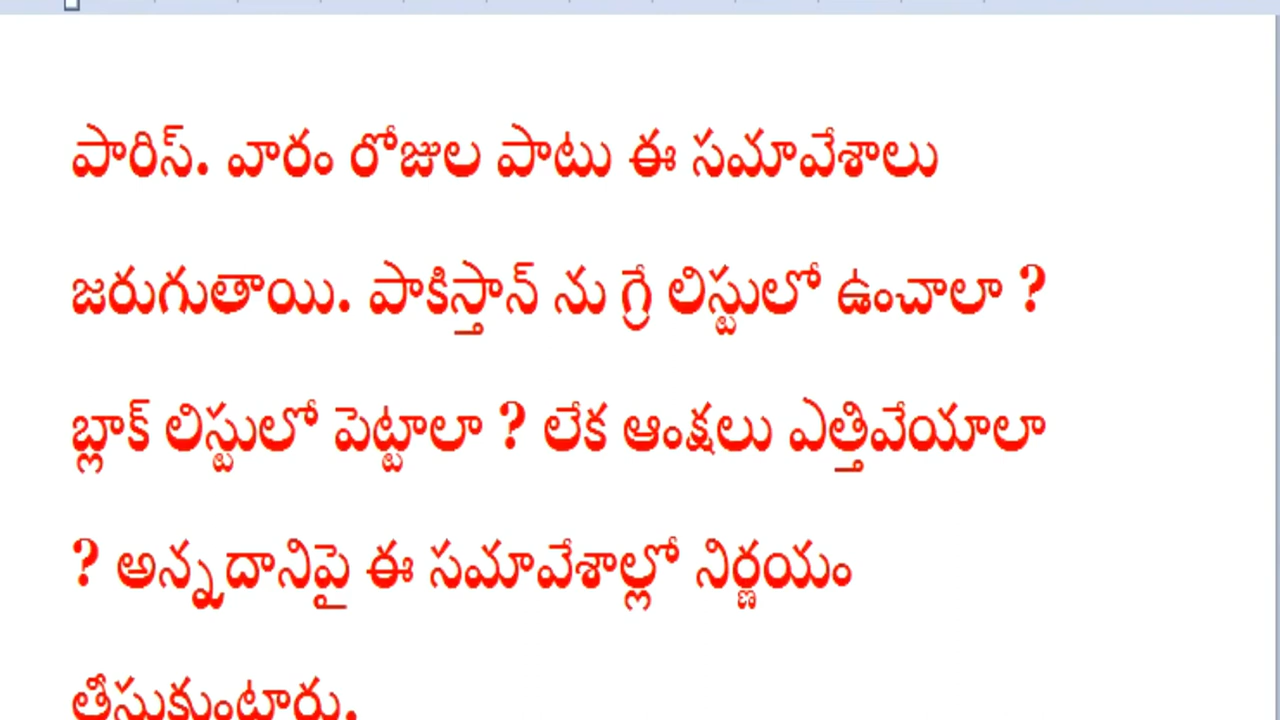 పారిస్. వారం రోజుల పాటు ఈ సమావేశాలు
జరుగుతాయి. పాకిస్తాన్ ను గ్రే లిస్టులో ఉంచాలా ?
బ్లాక్ లిస్టులో పెట్టాలా ? లేక ఆంక్షలు ఎత్తివేయాలా
? అన్నదానిపై ఈ సమావేశాల్లో నిర్ణయం
తీసుకుంటారు.